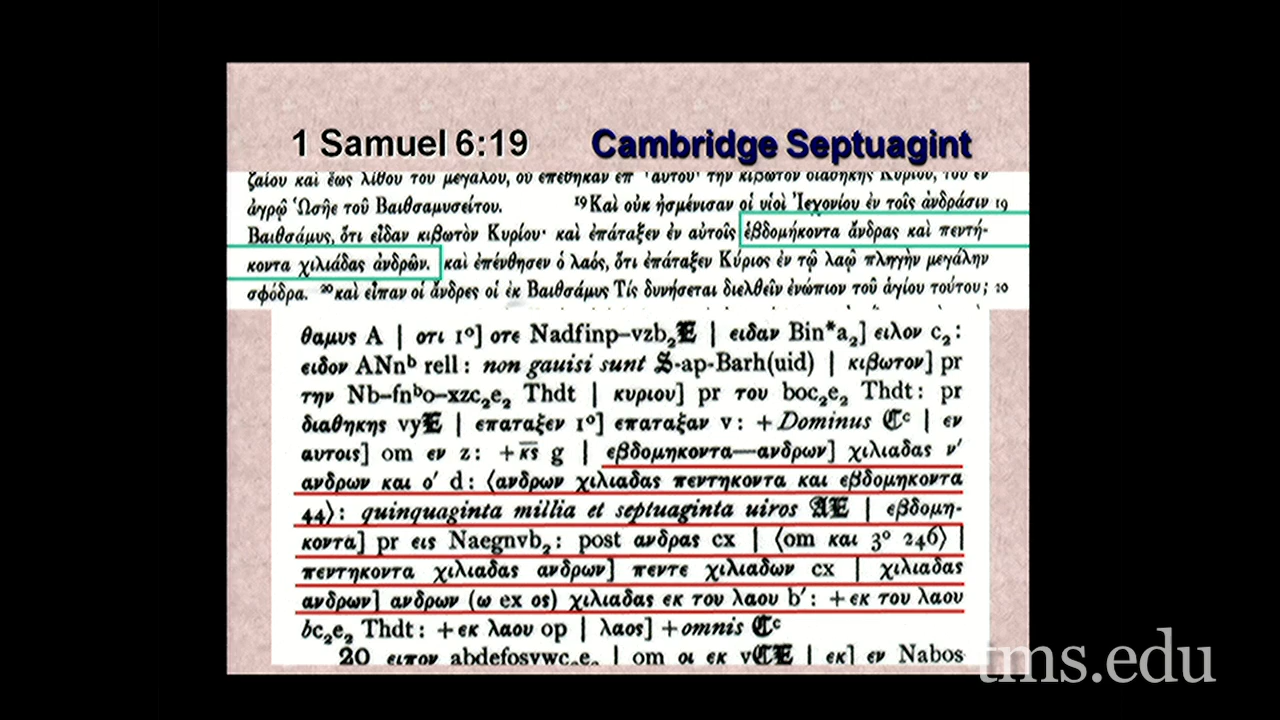 1 Samuel 6:19 Cambridge Septuagint
ζαίου καὶ ἕως λίθου τοῦ μεγάλου, οὗ ἐπέθηκαν ἐπ᾿ αὐτοῦ τὴν κιβωτὸν διαθήκης Κυρίου, τοῦ ἐν
ἀγρῷ Ὡσῆε τοῦ Βαιθσαμυσείτου. ¹⁹Καὶ οὐκ ἠσμένισαν οἱ υἱοὶ Ἰεχονίου ἐν τοῖς ἀνδράσιν 19
Βαιθσάμυς, ὅτι εἶδαν κιβωτὸν Κυρίου· καὶ ἐπάταξεν ἐν αὐτοῖς ἑβδομήκοντα ἄνδρας καὶ πεντή-
κοντα χιλιάδας ἀνδρῶν. καὶ ἐπένθησεν ὁ λαός, ὅτι ἐπάταξεν Κύριος ἐν τῷ λαῷ πληγὴν μεγάλην
σφόδρα. ²⁰καὶ εἶπαν οἱ ἄνδρες οἱ ἐκ Βαιθσάμυς Τίς δυνήσεται διελθεῖν ἐνώπιον τοῦ ἁγίου τούτου; 20
θαμυς A | οτι 1°] οτε Nadfinp–vzb₂𝕰 | ειδαν Bin*a₂] ειλον c₂:
ειδον ANnᵇ rell: non gauisi sunt 𝕾-ap-Barh(uid) | κιβωτον] pr
την Nb–fnᵇo–xzc₂e₂ Thdt | κυριου] pr του boc₂e₂ Thdt: pr
διαθηκης vy𝕰 | επαταξεν 1°] επαταξαν v: +Dominus 𝕮ᶜ | εν
αυτοις] om εν z: +κ̅ς̅ g | εβδομηκοντα—ανδρων] χιλιαδας ν′
ανδρων και ο′ d: ⟨ανδρων χιλιαδας πεντηκοντα και εβδομηκοντα
44⟩: quinquaginta millia et septuaginta uiros 𝕬𝕰 | εβδομη-
κοντα] pr εις Naegnvb₂: post ανδρας cx | ⟨om και 3° 246⟩ |
πεντηκοντα χιλιαδας ανδρων] πεντε χιλιαδων cx | χιλιαδας
ανδρων] ανδρων (ω ex ος) χιλιαδας εκ του λαου b′: +εκ του λαου
bc₂e₂ Thdt: +εκ λαου op | λαος] +omnis 𝕮ᶜ
20 ειπον abdefosvwc₂e₂ | om οι εκ v𝕮𝕰 | εκ] εν Nabos
tms.edu